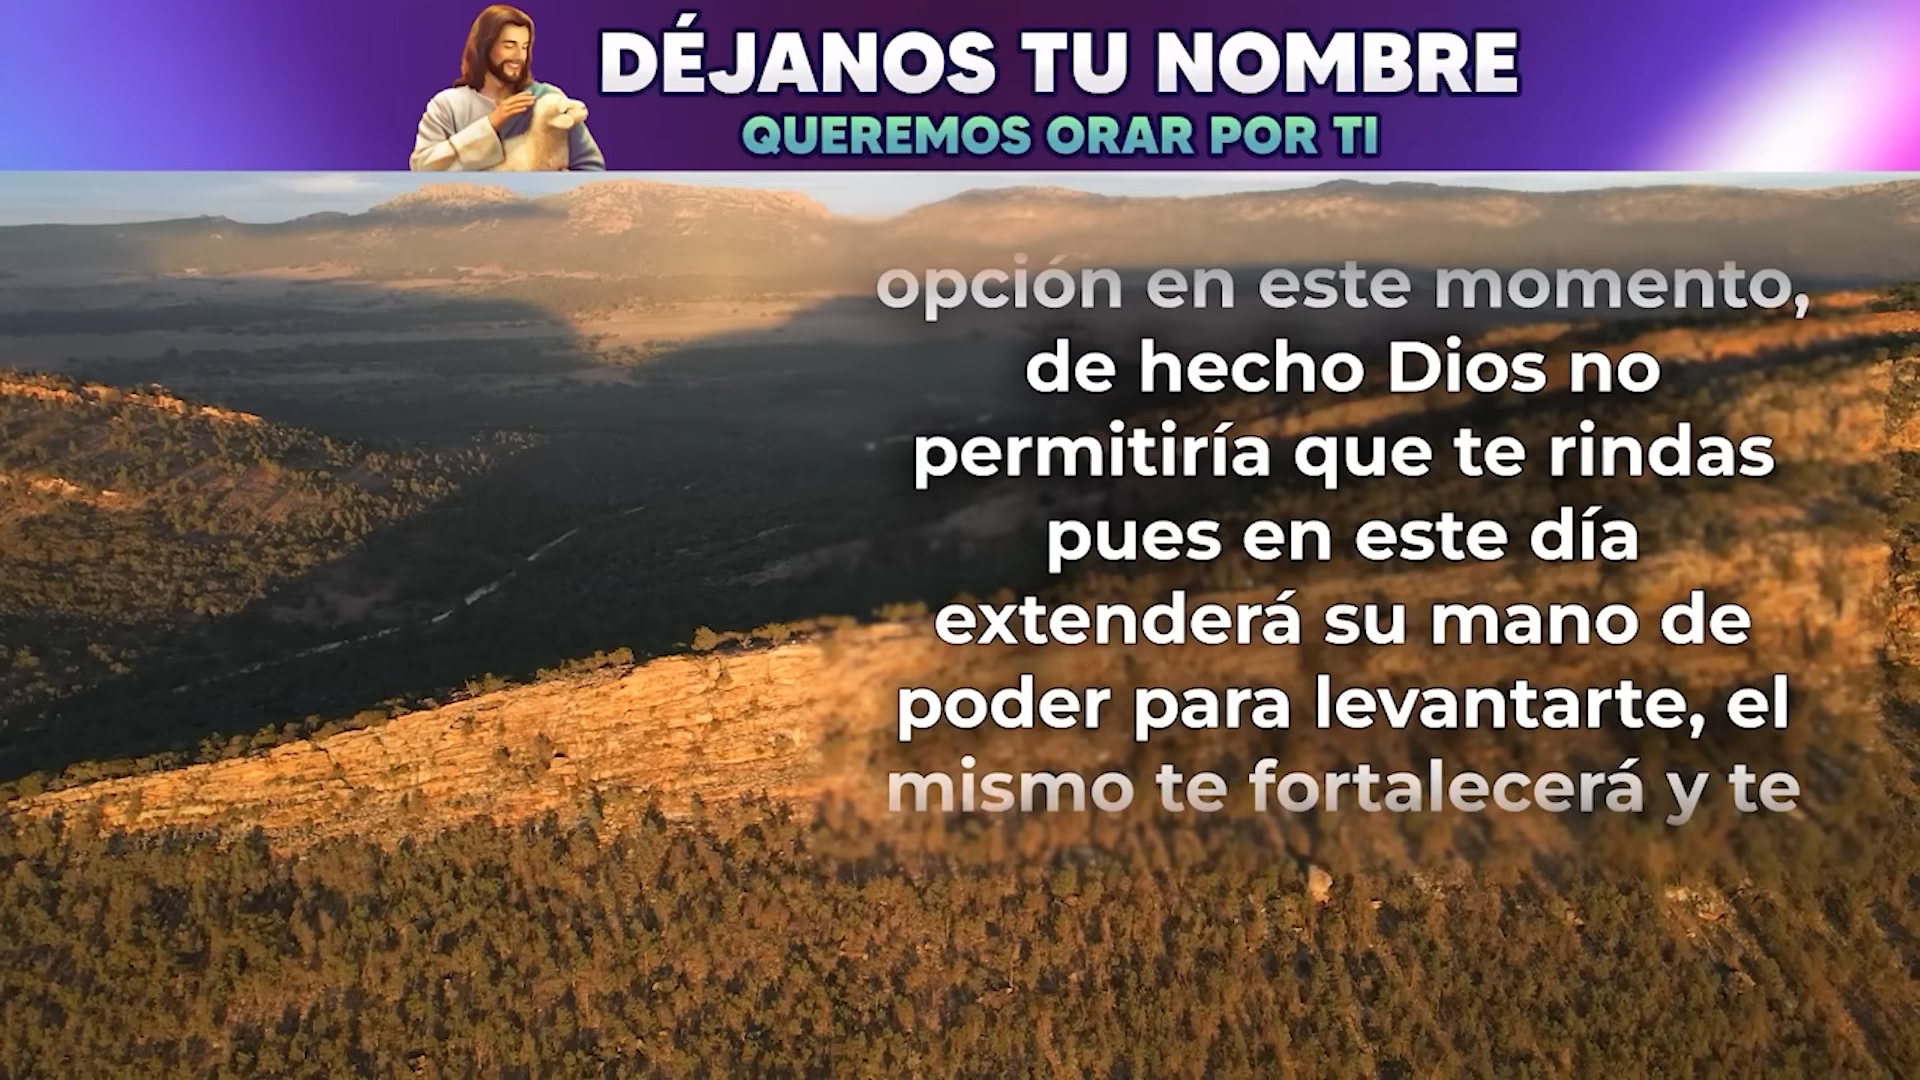 DÉJANOS TU NOMBRE
QUEREMOS ORAR POR TI
opción en este momento,
de hecho Dios no
permitiría que te rindas
pues en este día
extenderá su mano de
poder para levantarte, el
mismo te fortalecerá y te